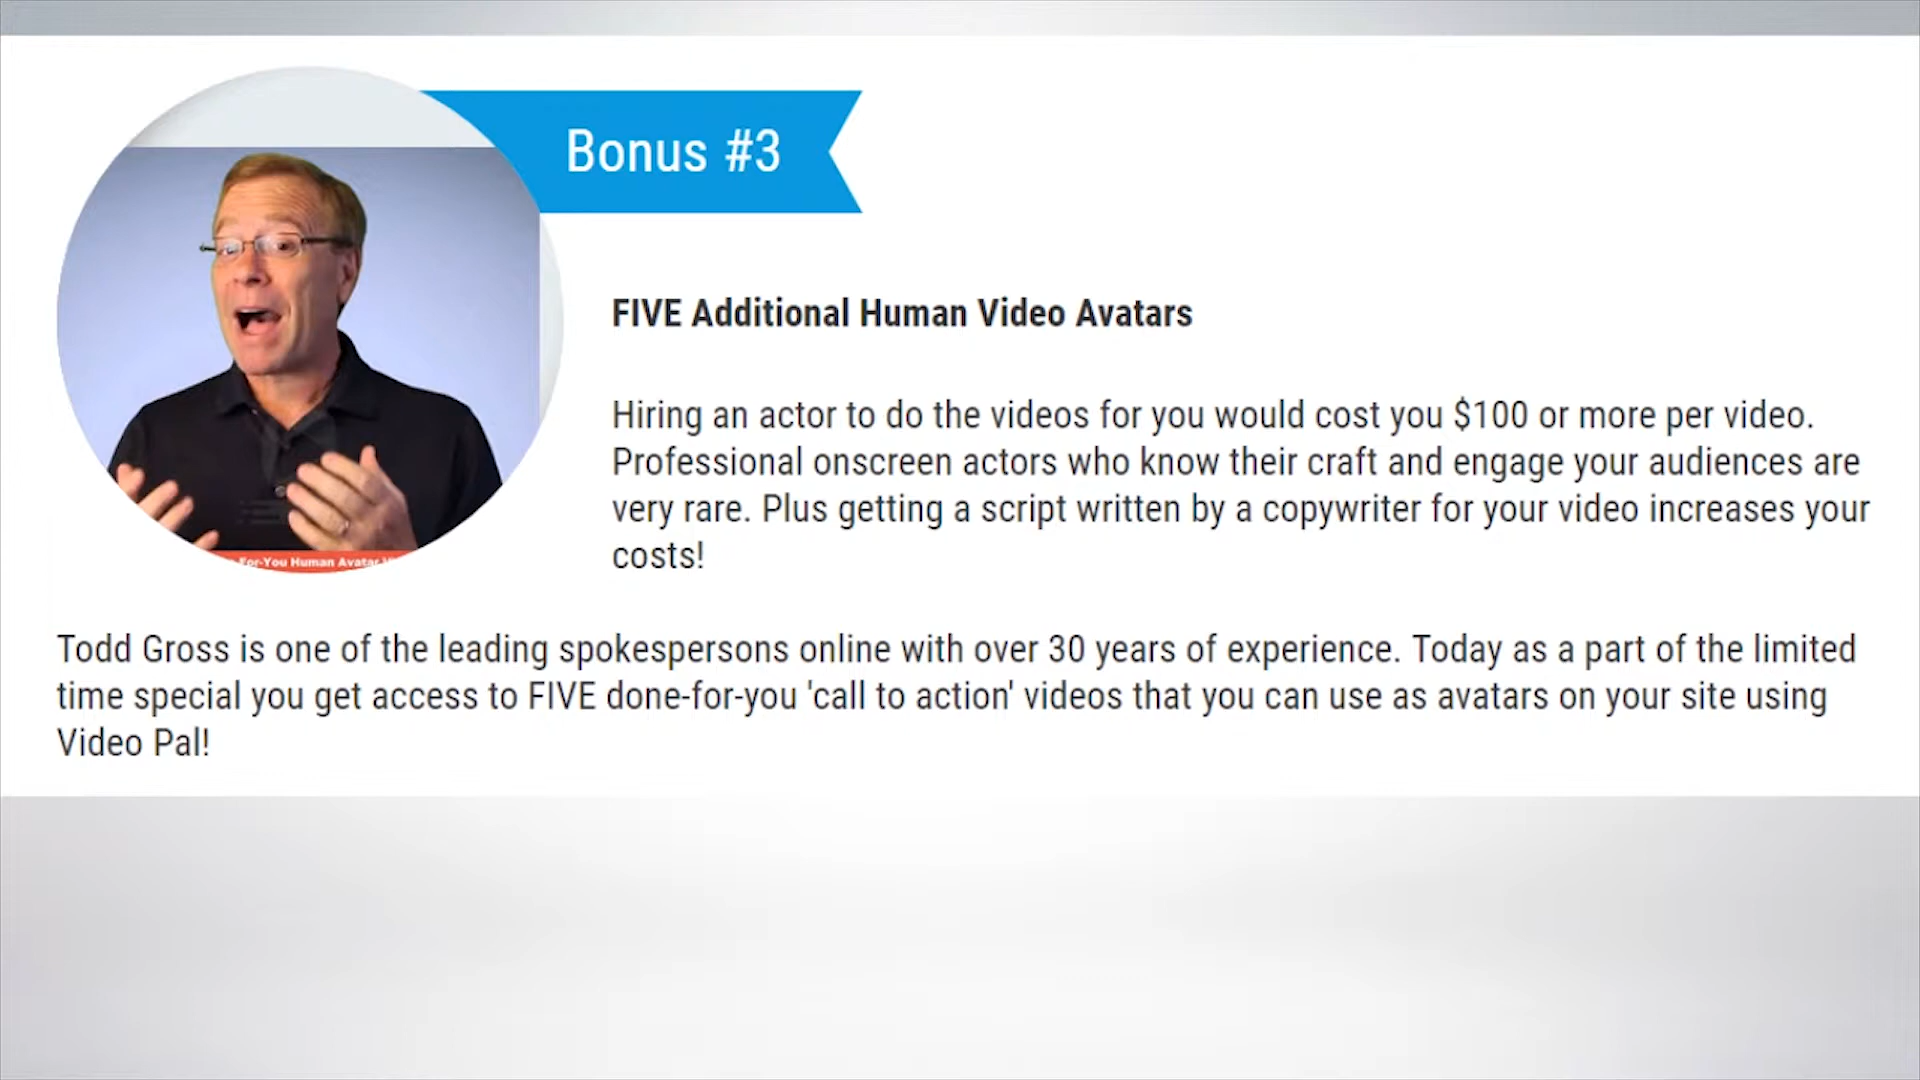 Bonus #3
FIVE Additional Human Video Avatars
Hiring an actor to do the videos for you would cost you $100 or more per video.
Professional onscreen actors who know their craft and engage your audiences are
very rare. Plus getting a script written by a copywriter for your video increases your
costs!
For-You Human Avatar
Todd Gross is one of the leading spokespersons online with over 30 years of experience. Today as a part of the limited
time special you get access to FIVE done-for-you 'call to action' videos that you can use as avatars on your site using
Video Pal!